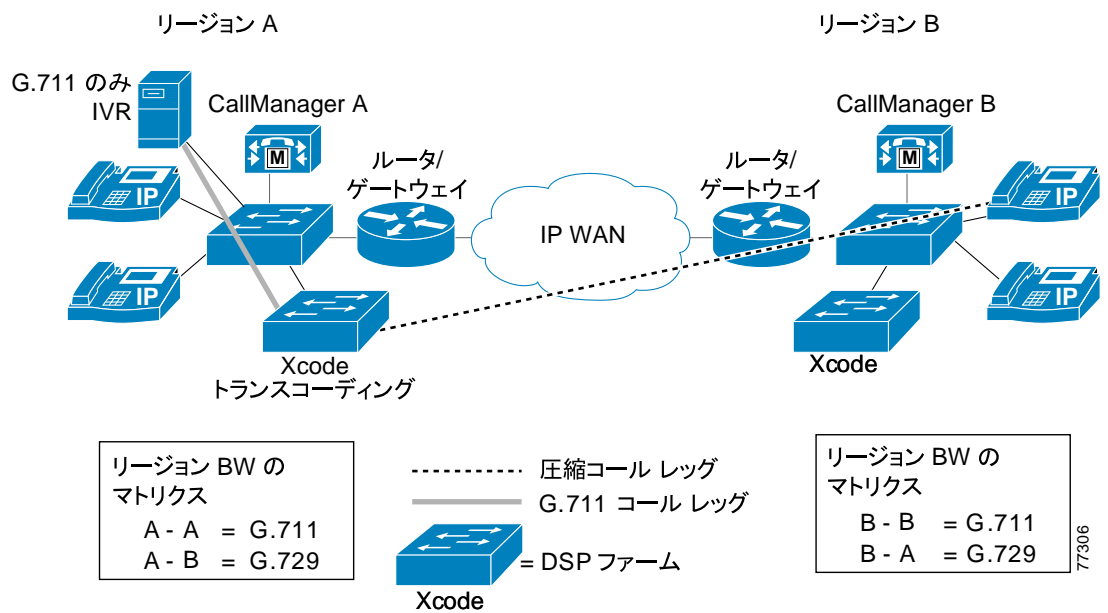 リージョン A
リージョン B
G.711 のみ
IVR
CallManager A
CallManager B
M
M
ルータ/
ゲートウェイ
ルータ/
ゲートウェイ
IP
IP
IP WAN
IP
IP
Xcode
トランスコーディング
Xcode
リージョン BW の
マトリクス
A - A = G.711
A - B = G.729
圧縮コール レッグ
G.711 コール レッグ
= DSP ファーム
Xcode
リージョン BW の
マトリクス
B - B = G.711
B - A = G.729
77306